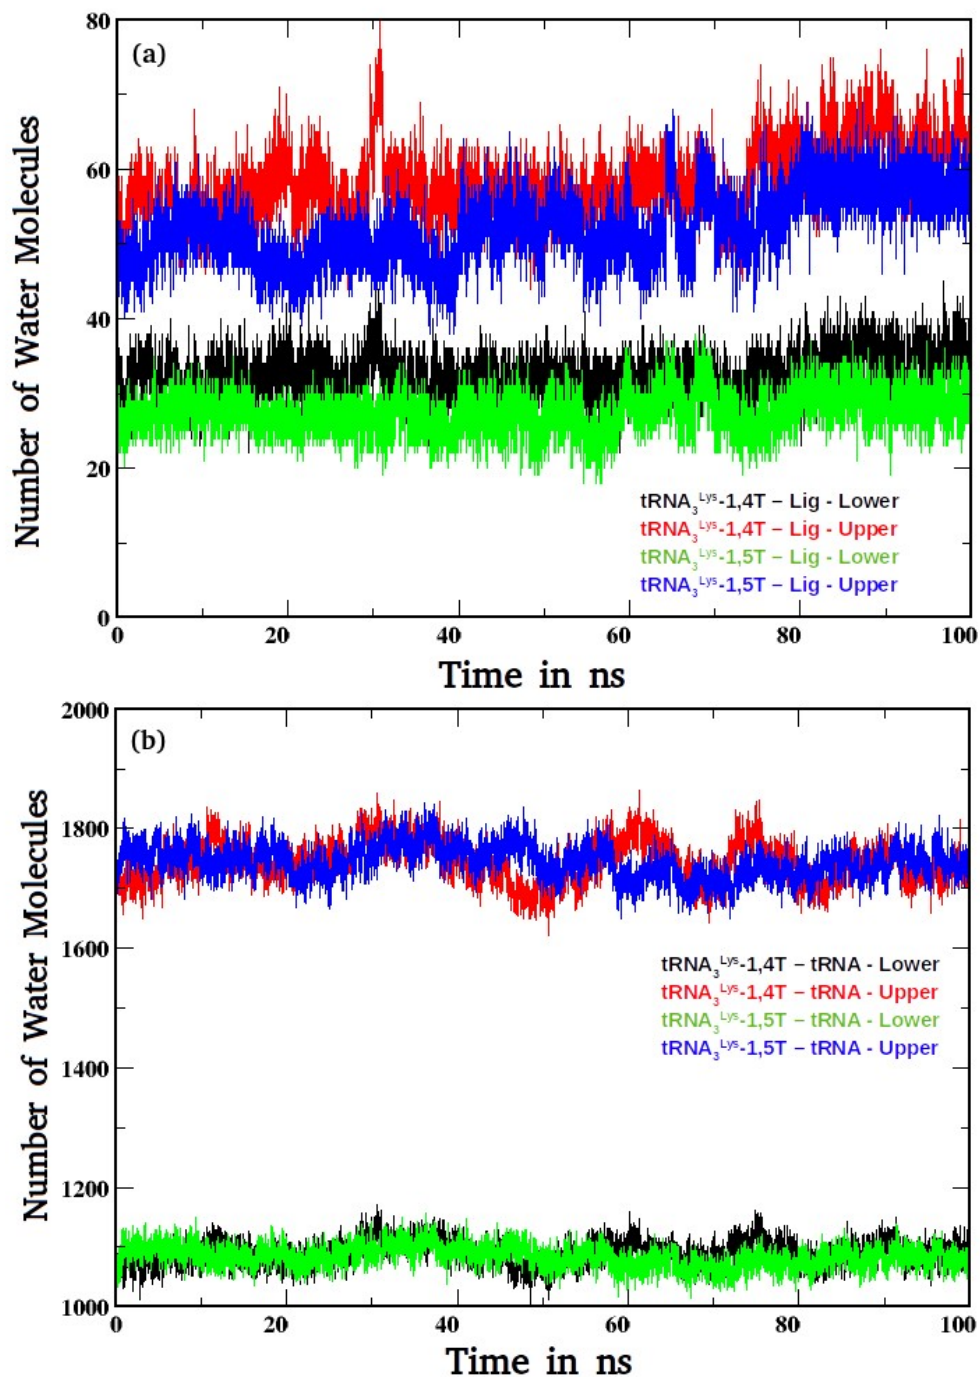 80
(a)
60
40
20
0
Number of Water Molecules
tRNA₃ᴸʸˢ-1,4T – Lig - Lower
tRNA₃ᴸʸˢ-1,4T – Lig - Upper
tRNA₃ᴸʸˢ-1,5T – Lig - Lower
tRNA₃ᴸʸˢ-1,5T – Lig - Upper
0 20 40 60 80 100
Time in ns
2000
(b)
1800
1600
1400
1200
1000
Number of Water Molecules
tRNA₃ᴸʸˢ-1,4T – tRNA - Lower
tRNA₃ᴸʸˢ-1,4T – tRNA - Upper
tRNA₃ᴸʸˢ-1,5T – tRNA - Lower
tRNA₃ᴸʸˢ-1,5T – tRNA - Upper
0 20 40 60 80 100
Time in ns